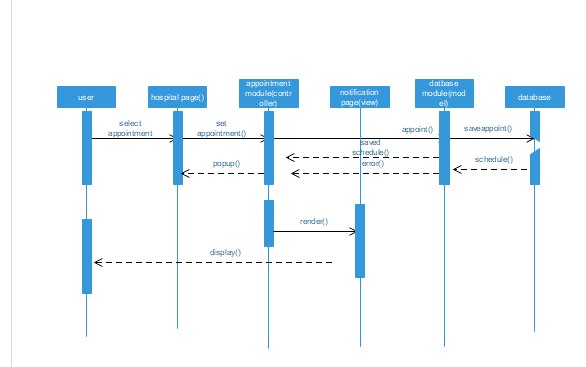 user
hospital page()
appointment
module(contr
oller)
notification
page(view)
datbase
module(mod
el)
database
select
appointment
set
appointment()
appoint()
saveappoint()
saved
schedule()
popup()
error()
schedule()
render()
display()